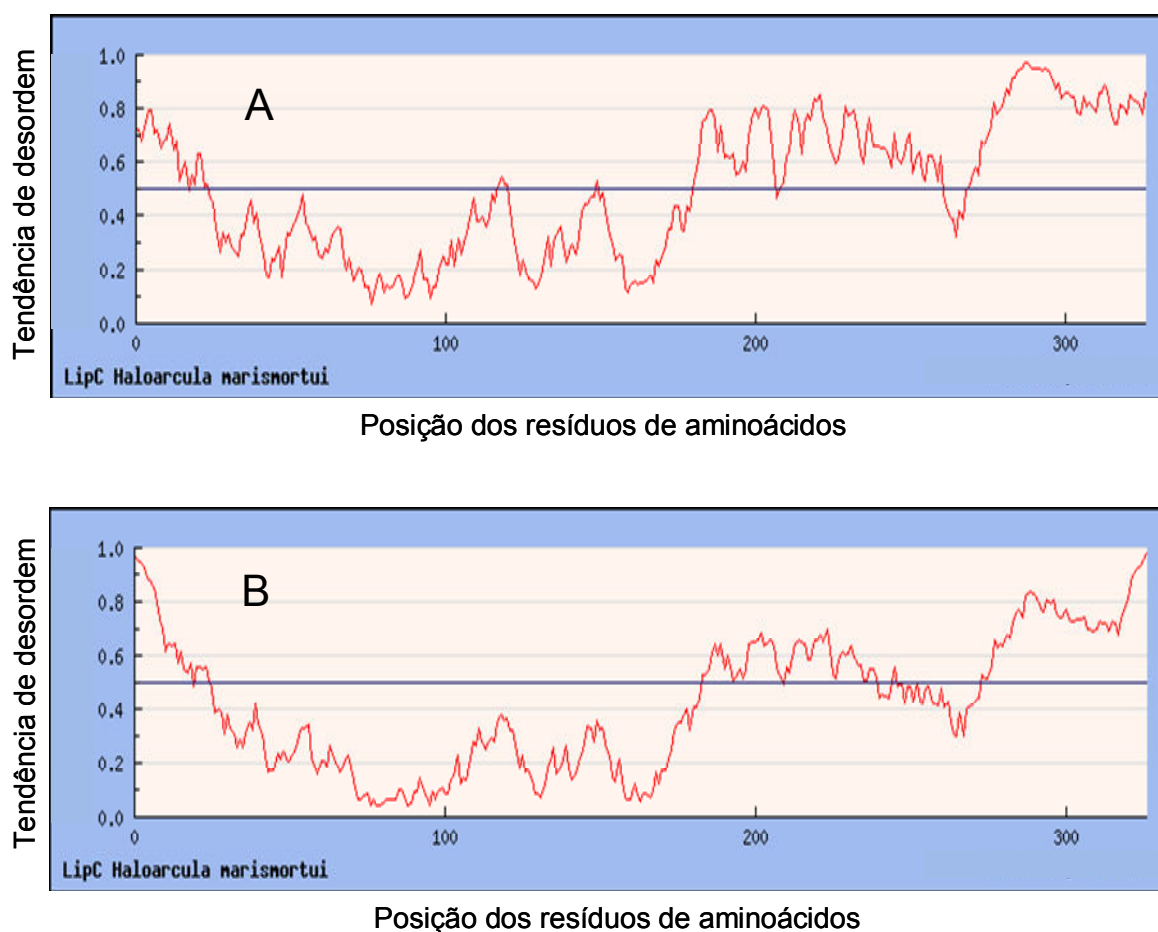 Tendência de desordem
1.0
A
0.8
0.6
0.4
0.2
0.0
0 100 200 300
LipC Haloarcula marismortui
Posição dos resíduos de aminoácidos
Tendência de desordem
1.0
B
0.8
0.6
0.4
0.2
0.0
0 100 200 300
LipC Haloarcula marismortui
Posição dos resíduos de aminoácidos